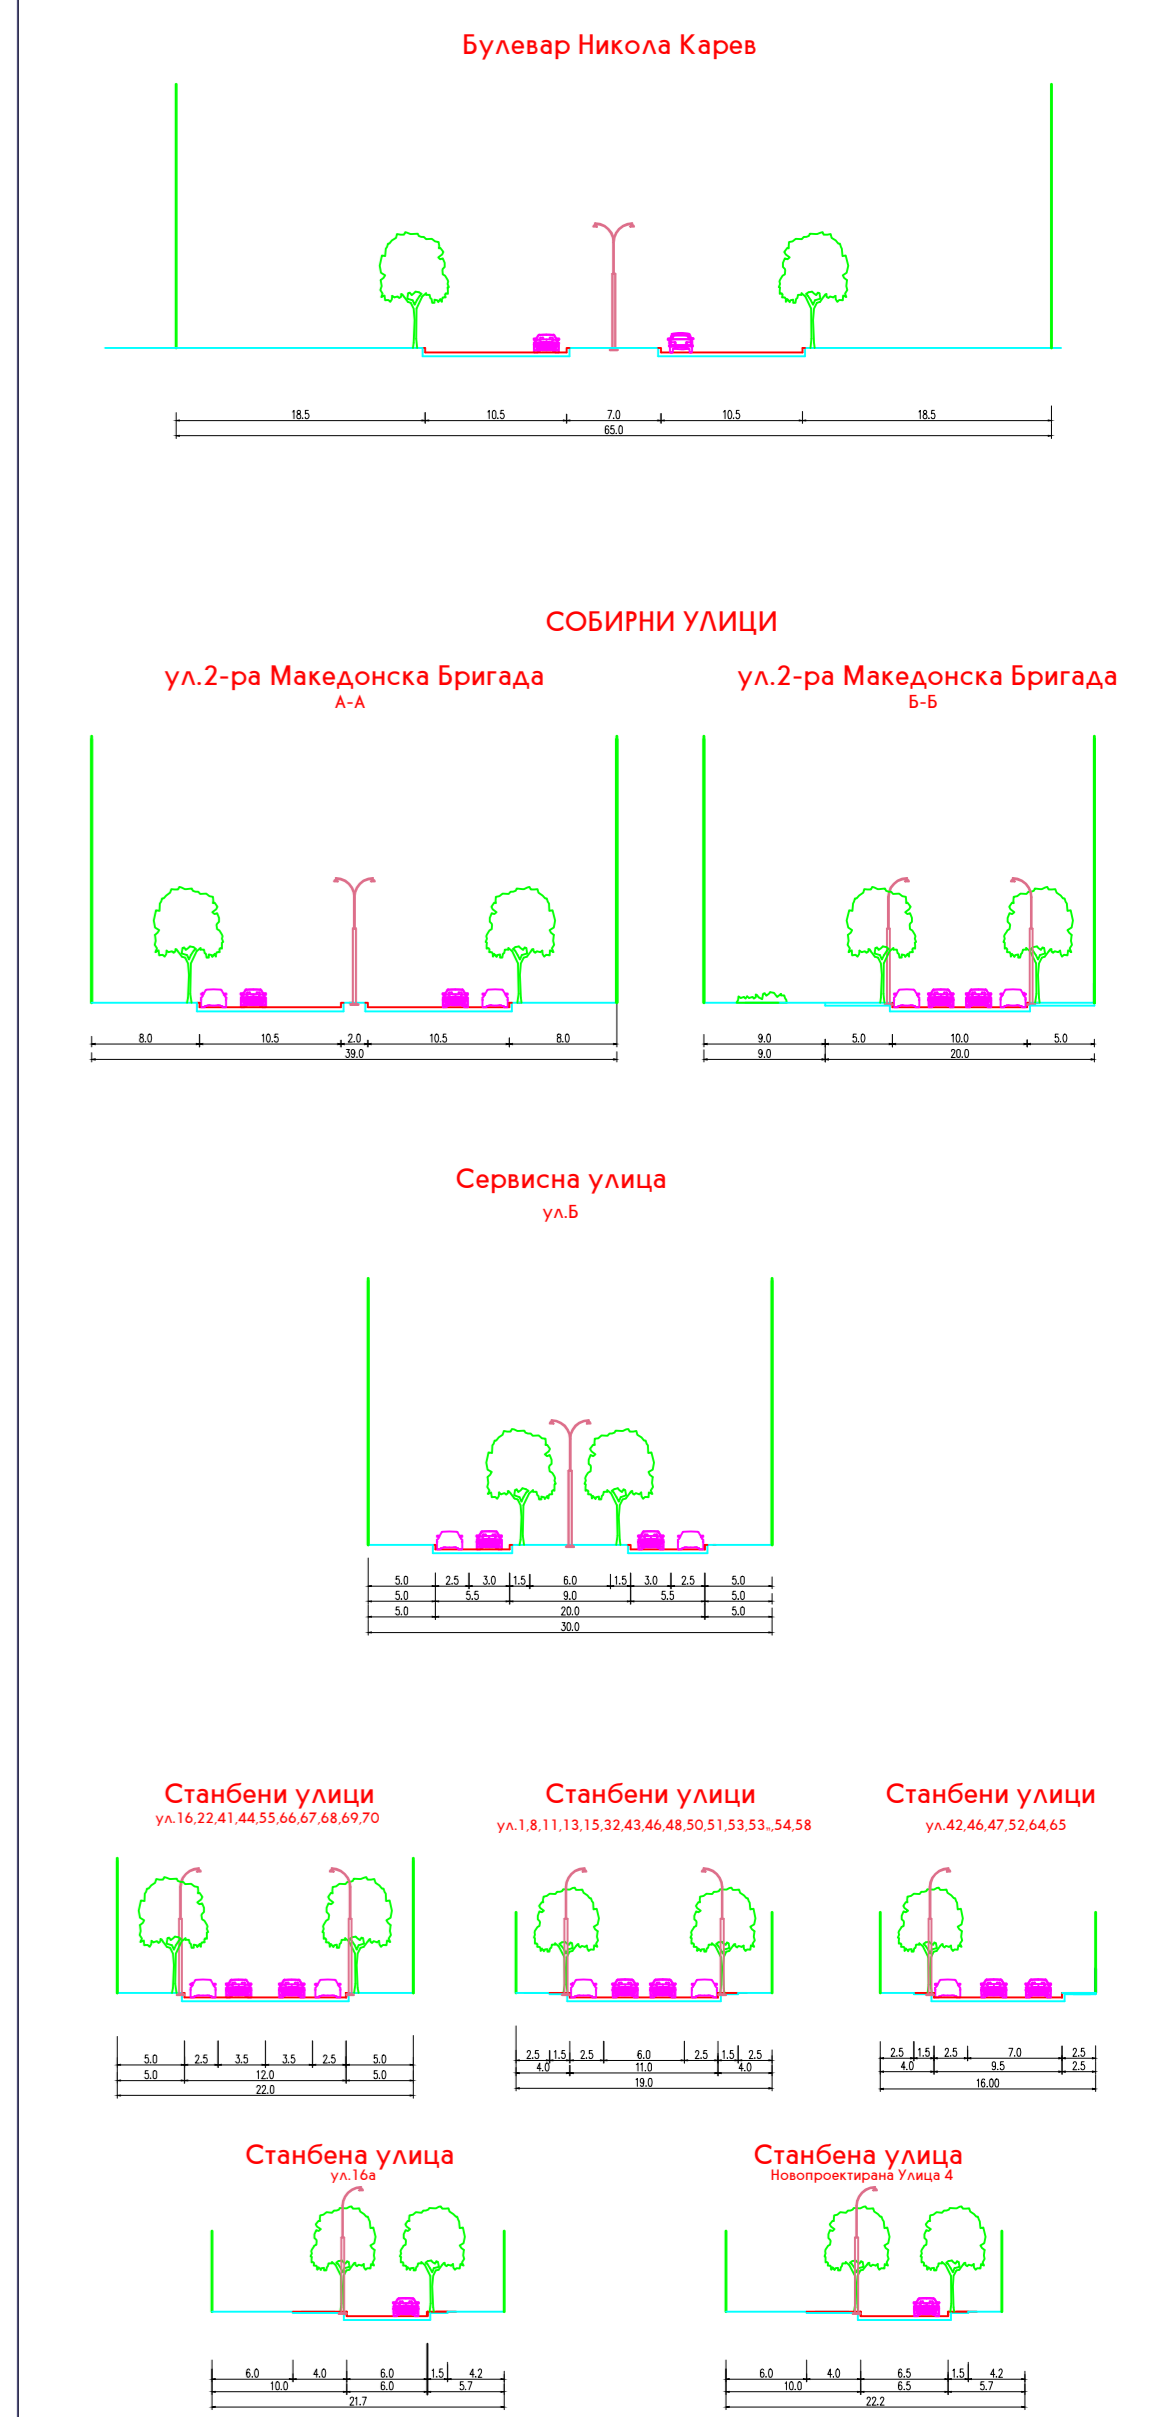 Булевар Никола Карев
18.5 10.5 7.0 10.5 18.5
65.0
СОБИРНИ УЛИЦИ
ул.2-ра Македонска Бригада
А-А
8.0 10.5 2.0 10.5 8.0
39.0
ул.2-ра Македонска Бригада
Б-Б
9.0 5.0 10.0 5.0
9.0 20.0
Сервисна улица
ул.Б
5.0 2.5 3.0 1.5 6.0 1.5 3.0 2.5 5.0
5.0 5.5 9.0 5.5 5.0
5.0 20.0 5.0
30.0
Станбени улици
ул.16,22,41,44,55,66,67,68,69,70
5.0 2.5 3.5 3.5 2.5 5.0
5.0 12.0 5.0
22.0
Станбени улици
ул.1,8,11,13,15,32,43,46,48,50,51,53,53,54,58
2.5 1.5 2.5 6.0 2.5 1.5 2.5
4.0 11.0 4.0
19.0
Станбени улици
ул.42,46,47,52,64,65
2.5 1.5 2.5 7.0 2.5
4.0 9.5 2.5
16.00
Станбена улица
ул.16а
6.0 4.0 6.0 1.5 4.2
10.0 6.0 5.7
21.7
Станбена улица
Новопроектирана Улица 4
6.0 4.0 6.5 1.5 4.2
10.0 6.5 5.7
22.2